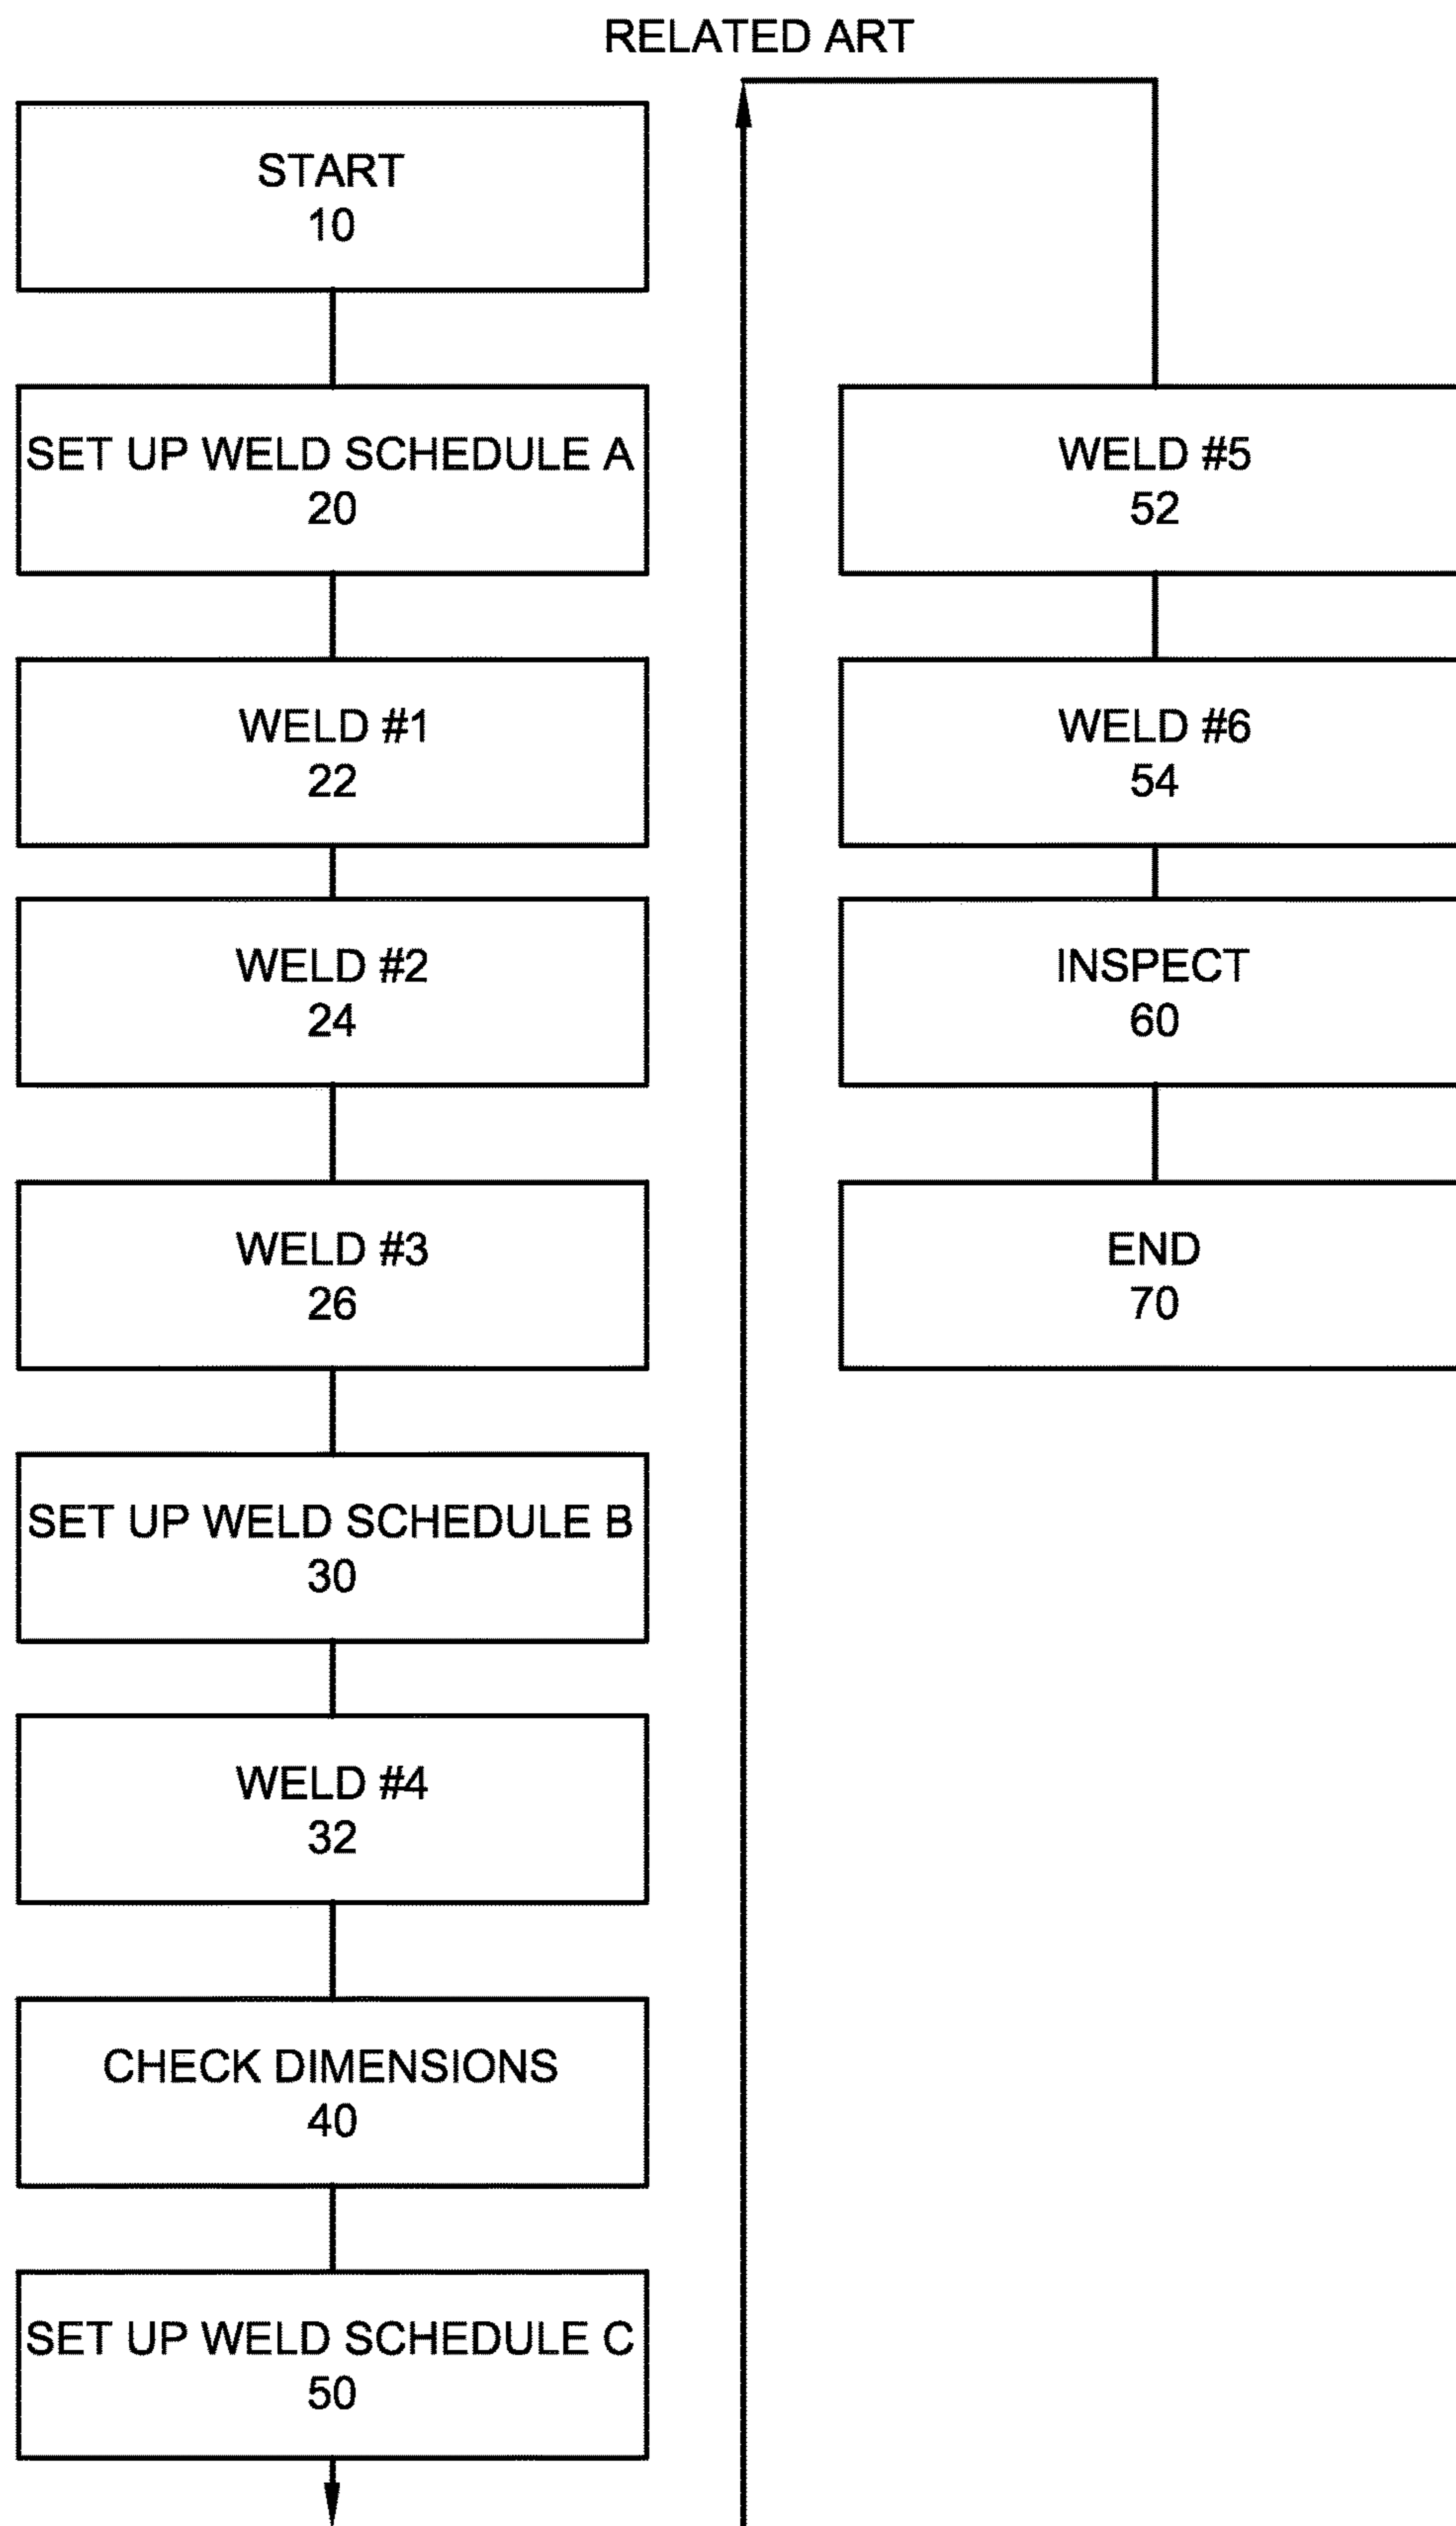 RELATED ART
START
10
SET UP WELD SCHEDULE A
20
WELD #1
22
WELD #2
24
WELD #3
26
SET UP WELD SCHEDULE B
30
WELD #4
32
CHECK DIMENSIONS
40
SET UP WELD SCHEDULE C
50
WELD #5
52
WELD #6
54
INSPECT
60
END
70